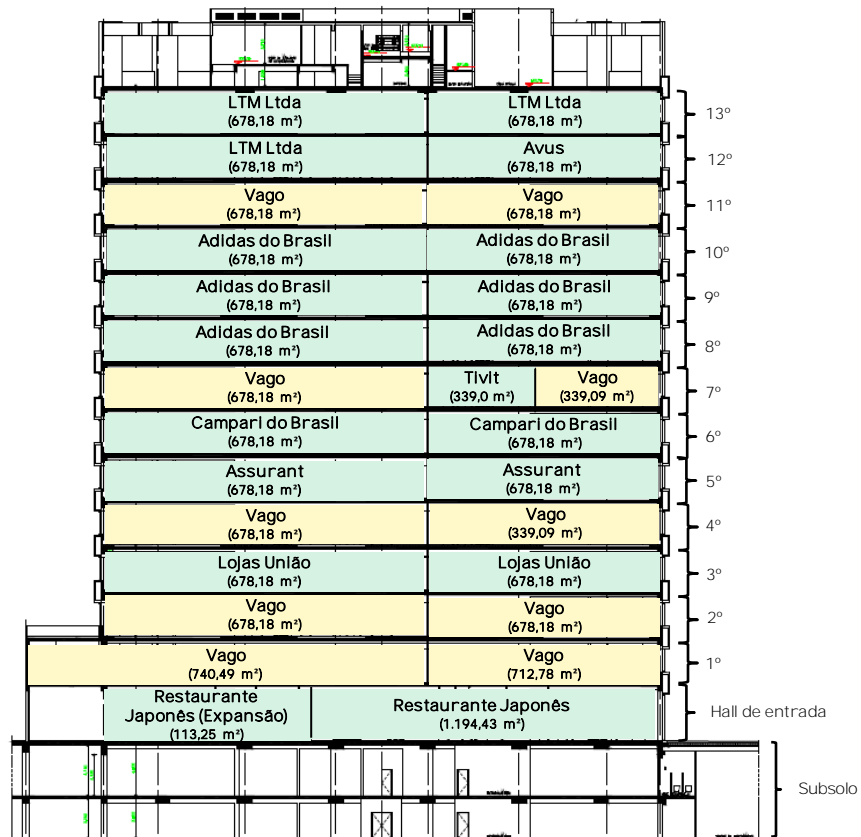 LTM Ltda
(678,18 m²)
LTM Ltda
(678,18 m²)
13º
LTM Ltda
(678,18 m²)
Avus
(678,18 m²)
12º
Vago
(678,18 m²)
Vago
(678,18 m²)
11º
Adidas do Brasil
(678,18 m²)
Adidas do Brasil
(678,18 m²)
10º
Adidas do Brasil
(678,18 m²)
Adidas do Brasil
(678,18 m²)
9º
Adidas do Brasil
(678,18 m²)
Adidas do Brasil
(678,18 m²)
8º
Vago
(678,18 m²)
Tivit
(339,0 m²)
Vago
(339,09 m²)
7º
Campari do Brasil
(678,18 m²)
Campari do Brasil
(678,18 m²)
6º
Assurant
(678,18 m²)
Assurant
(678,18 m²)
5º
Vago
(678,18 m²)
Vago
(339,09 m²)
4º
Lojas União
(678,18 m²)
Lojas União
(678,18 m²)
3º
Vago
(678,18 m²)
Vago
(678,18 m²)
2º
Vago
(740,49 m²)
Vago
(712,78 m²)
1º
Restaurante
Japonês (Expansão)
(113,25 m²)
Restaurante Japonês
(1.194,43 m²)
Hall de entrada
Subsolo